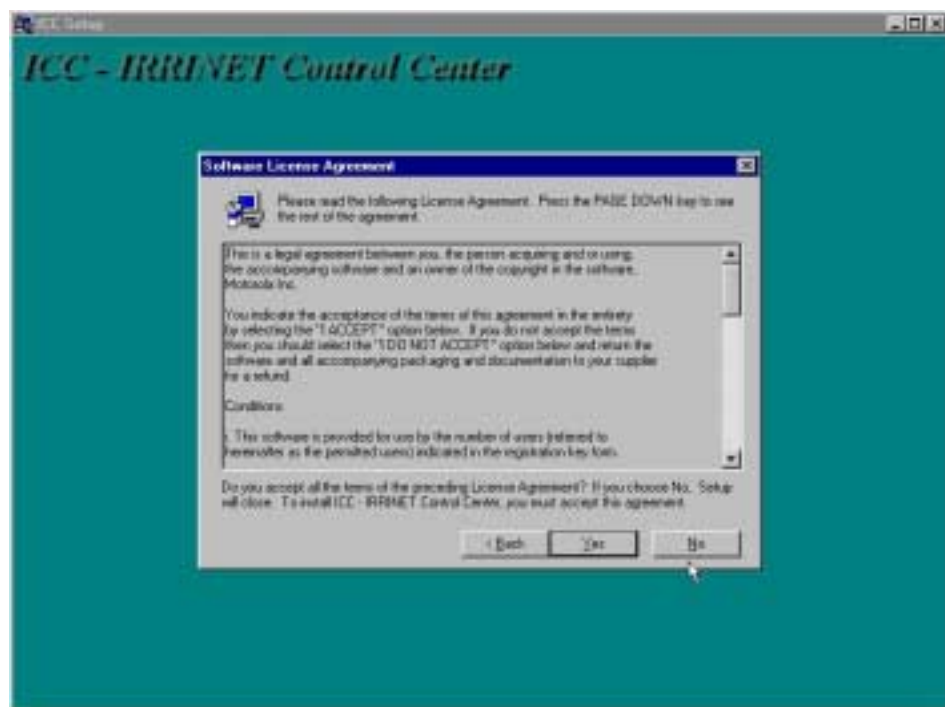 ICC Setup
ICC - IRRINET Control Center
Software License Agreement
Please read the following License Agreement. Press the PAGE DOWN key to see
the rest of the agreement.
This is a legal agreement between you, the person acquiring and or using,
the accompanying software and an owner of the copyright in the software,
Motorola Inc.
You indicate the acceptance of the terms of this agreement in the entirety
by selecting the "I ACCEPT" option below. If you do not accept the terms
then you should select the "I DO NOT ACCEPT" option below and return the
software and all accompanying packaging and documentation to your supplier
for a refund.
Conditions
i. This software is provided for use by the number of users (referred to
hereinafter as the permitted users) indicated in the registration key form.
Do you accept all the terms of the preceding License Agreement? If you choose No, Setup
will close. To install ICC - IRRINET Control Center, you must accept this agreement.
< Back
Yes
No